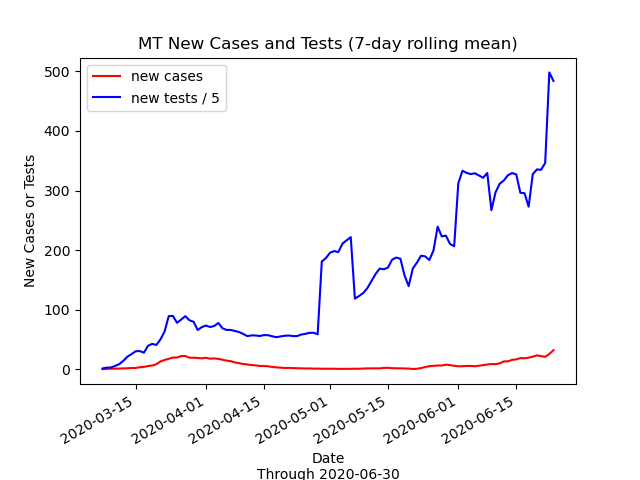 MT New Cases and Tests (7-day rolling mean)
new cases
new tests / 5
New Cases or Tests
500
400
300
200
100
0
2020-03-15
2020-04-01
2020-04-15
2020-05-01
2020-05-15
2020-06-01
2020-06-15
Date
Through 2020-06-30